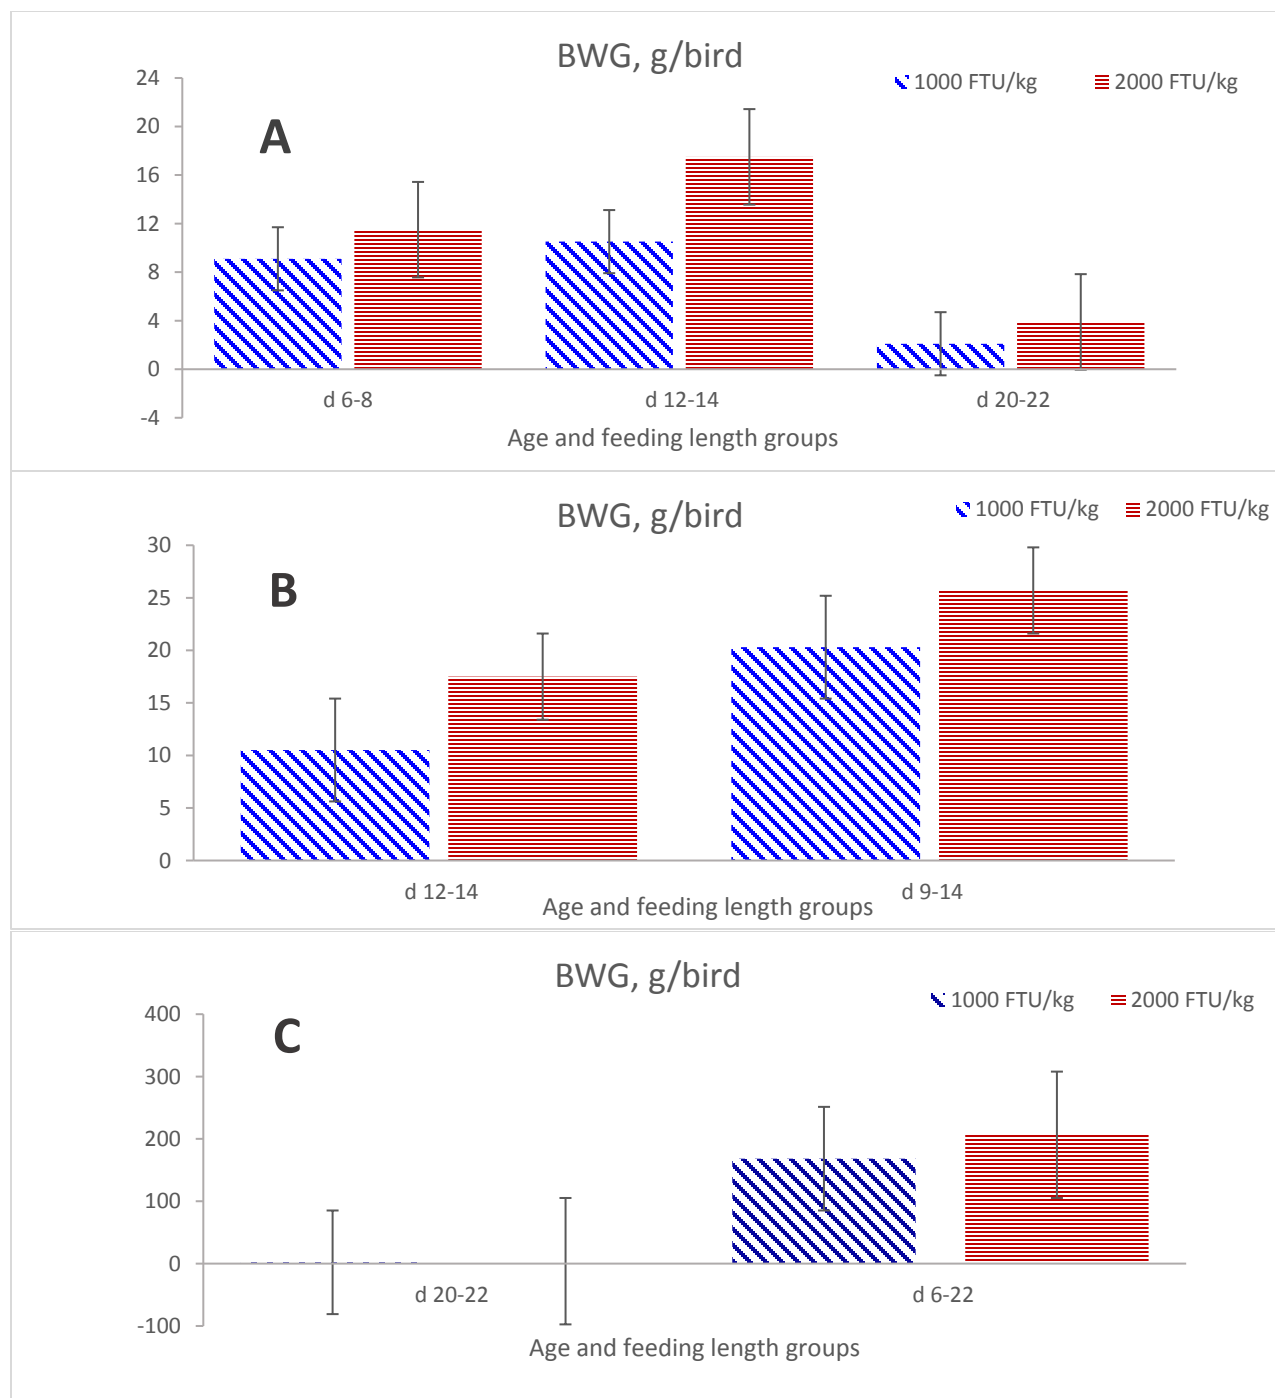 BWG, g/bird
1000 FTU/kg 2000 FTU/kg
A
24
20
16
12
8
4
0
-4
d 6-8 d 12-14 d 20-22
Age and feeding length groups
BWG, g/bird
1000 FTU/kg 2000 FTU/kg
B
30
25
20
15
10
5
0
d 12-14 d 9-14
Age and feeding length groups
BWG, g/bird
1000 FTU/kg 2000 FTU/kg
C
400
300
200
100
0
-100
d 20-22 d 6-22
Age and feeding length groups